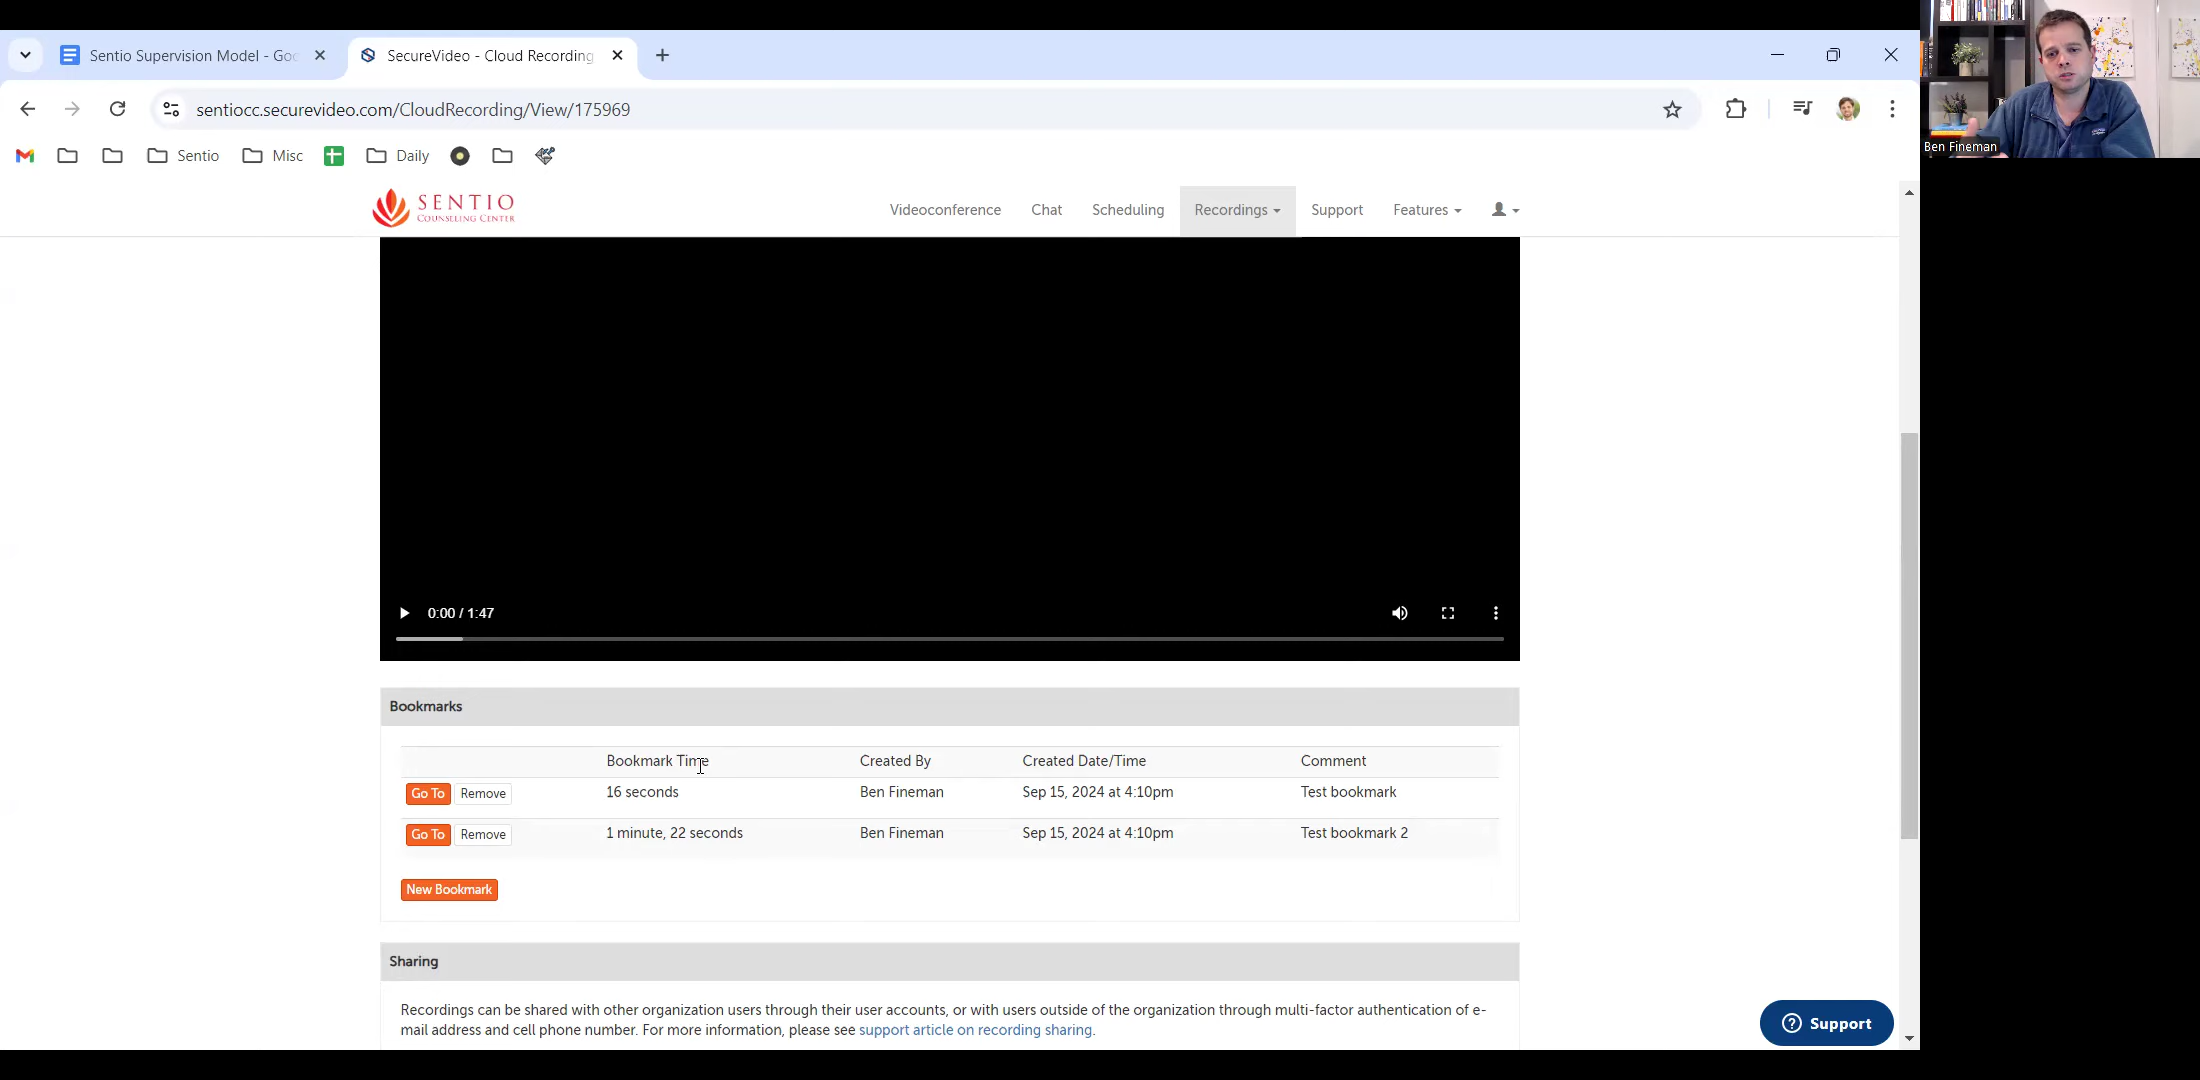 Sentio Supervision Model - Goo
SecureVideo - Cloud Recording
sentiocc.securevideo.com/CloudRecording/View/175969
Sentio Misc Daily
Ben Fineman
SENTIO
COUNSELING CENTER
Videoconference Chat Scheduling Recordings Support Features
0:00 / 1:47
Bookmarks
Bookmark Time Created By Created Date/Time Comment
Go To Remove 16 seconds Ben Fineman Sep 15, 2024 at 4:10pm Test bookmark
Go To Remove 1 minute, 22 seconds Ben Fineman Sep 15, 2024 at 4:10pm Test bookmark 2
New Bookmark
Sharing
Recordings can be shared with other organization users through their user accounts, or with users outside of the organization through multi-factor authentication of e-
mail address and cell phone number. For more information, please see support article on recording sharing.
Support